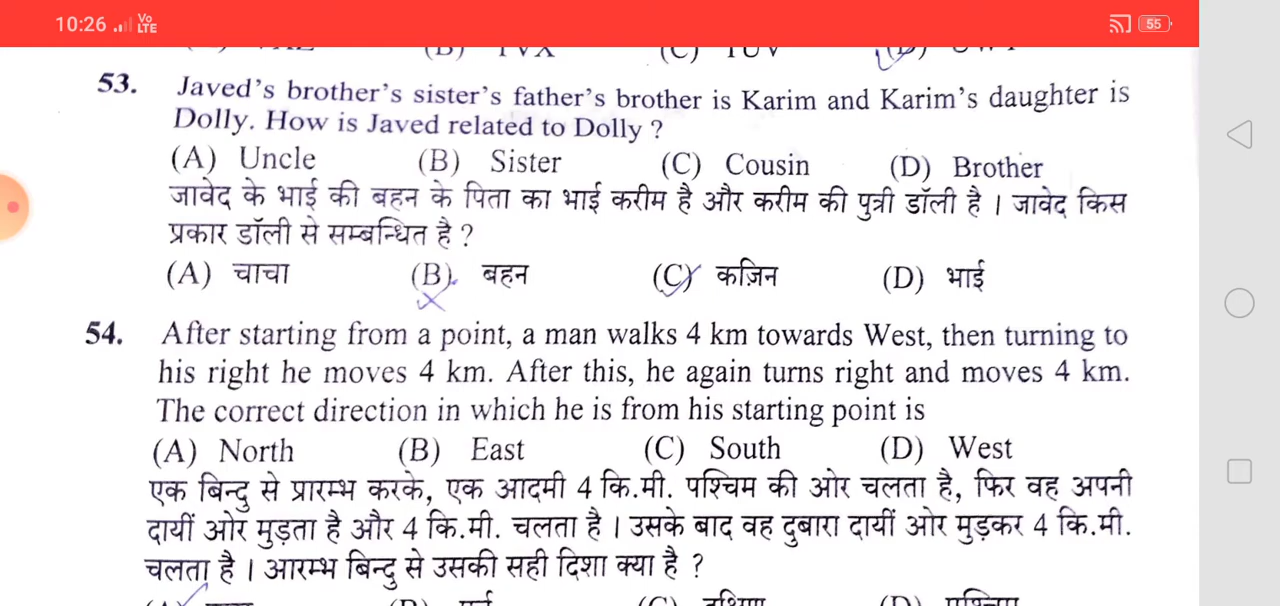 10:26 Vo LTE 55
53. Javed's brother's sister's father's brother is Karim and Karim's daughter is
Dolly. How is Javed related to Dolly ?
(A) Uncle (B) Sister (C) Cousin (D) Brother
जावेद के भाई की बहन के पिता का भाई करीम है और करीम की पुत्री डॉली है । जावेद किस
प्रकार डॉली से सम्बन्धित है ?
(A) चाचा (B) बहन (C) कज़िन (D) भाई
54. After starting from a point, a man walks 4 km towards West, then turning to
his right he moves 4 km. After this, he again turns right and moves 4 km.
The correct direction in which he is from his starting point is
(A) North (B) East (C) South (D) West
एक बिन्दु से प्रारम्भ करके, एक आदमी 4 कि.मी. पश्चिम की ओर चलता है, फिर वह अपनी
दायीं ओर मुड़ता है और 4 कि.मी. चलता है । उसके बाद वह दुबारा दायीं ओर मुड़कर 4 कि.मी.
चलता है । आरम्भ बिन्दु से उसकी सही दिशा क्या है ?